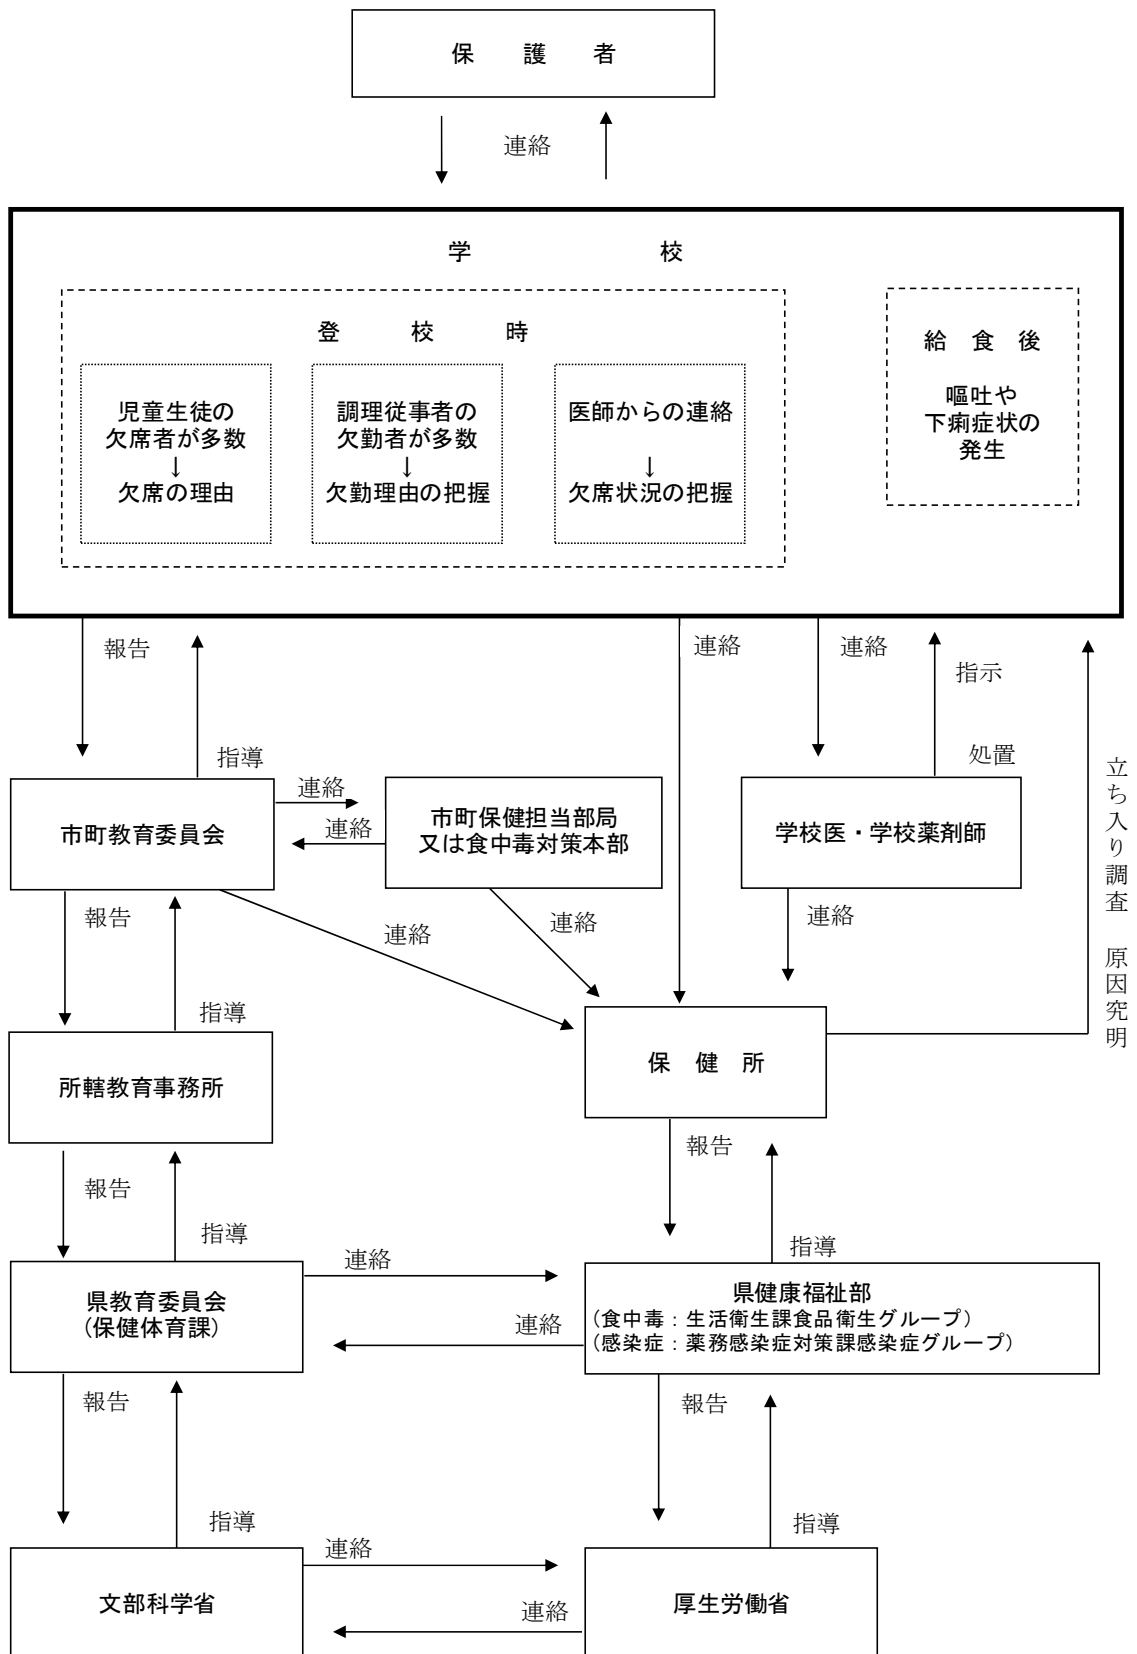 保　護　者
連絡
学　校
登　校　時
児童生徒の
欠席者が多数
↓
欠席の理由
調理従事者の
欠勤者が多数
↓
欠勤理由の把握
医師からの連絡
↓
欠席状況の把握
給　食　後
嘔吐や
下痢症状の
発生
報告
指導
連絡
連絡
指示
処置
立ち入り調査　原因究明
市町教育委員会
連絡
連絡
市町保健担当部局
又は食中毒対策本部
学校医・学校薬剤師
報告
指導
連絡
連絡
連絡
所轄教育事務所
保　健　所
報告
指導
報告
指導
県教育委員会
(保健体育課)
連絡
連絡
県健康福祉部
(食中毒：生活衛生課食品衛生グループ)
(感染症：薬務感染症対策課感染症グループ)
報告
指導
報告
指導
文部科学省
連絡
連絡
厚生労働省